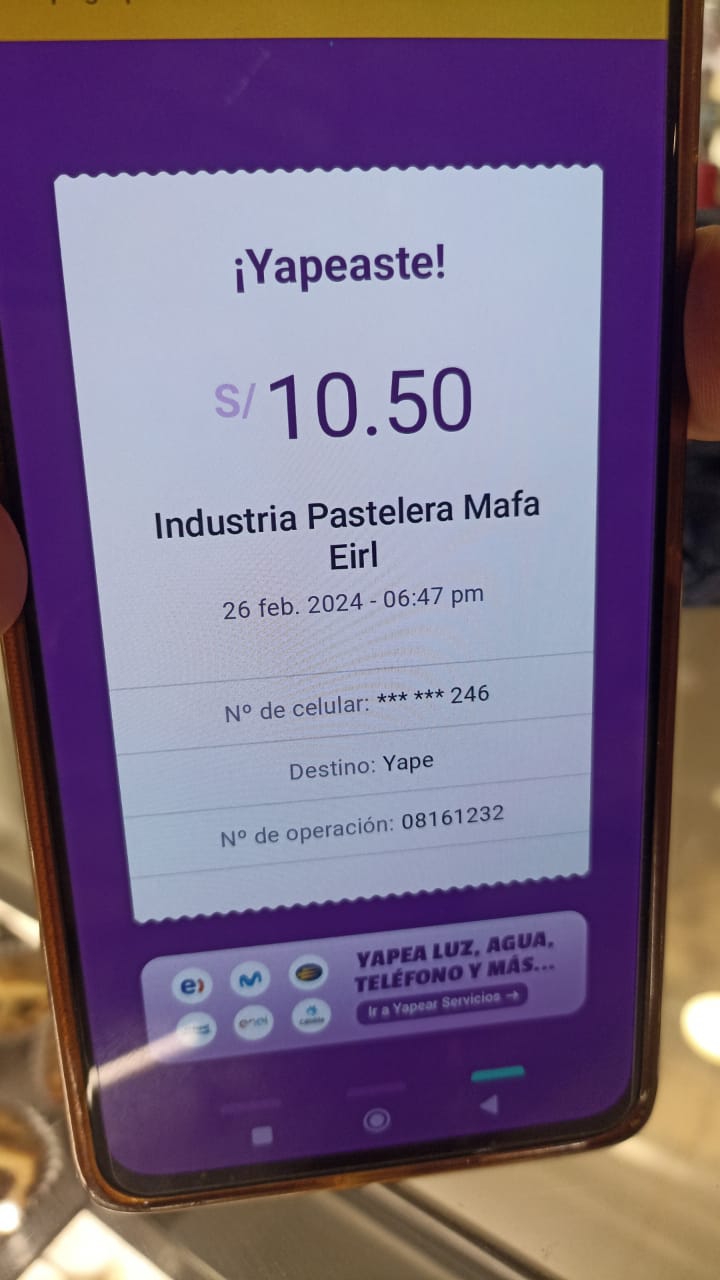 ¡Yapeaste!
S/ 10.50
Industria Pastelera Mafa
Eirl
26 feb. 2024 - 06:47 pm
Nº de celular: *** *** 246
Destino: Yape
Nº de operación: 08161232
YAPEA LUZ, AGUA,
TELÉFONO Y MÁS...
Ir a Yapear Servicios →
e)
enel